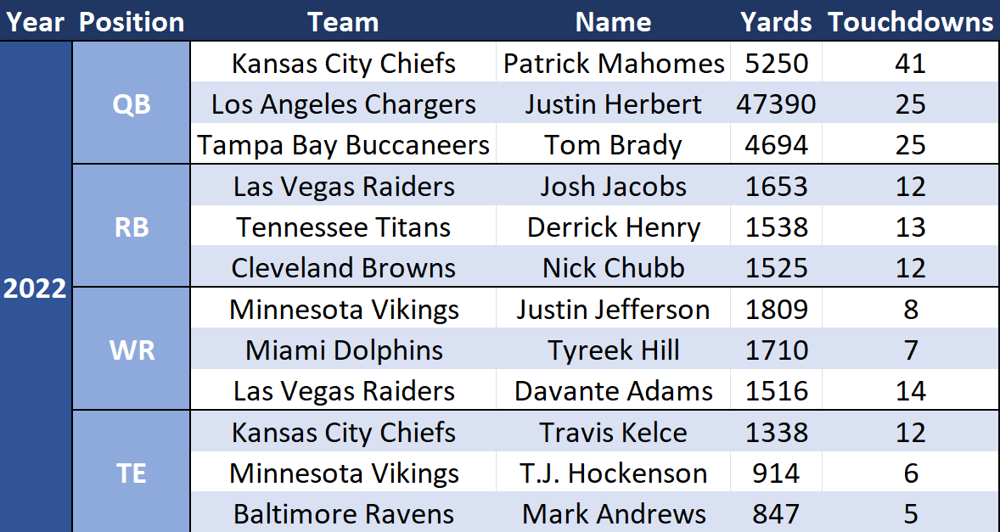 Year Position Team Name Yards Touchdowns
Kansas City Chiefs Patrick Mahomes 5250 41
QB Los Angeles Chargers Justin Herbert 47390 25
Tampa Bay Buccaneers Tom Brady 4694 25
Las Vegas Raiders Josh Jacobs 1653 12
RB Tennessee Titans Derrick Henry 1538 13
Cleveland Browns Nick Chubb 1525 12
2022
Minnesota Vikings Justin Jefferson 1809 8
WR Miami Dolphins Tyreek Hill 1710 7
Las Vegas Raiders Davante Adams 1516 14
Kansas City Chiefs Travis Kelce 1338 12
TE Minnesota Vikings T.J. Hockenson 914 6
Baltimore Ravens Mark Andrews 847 5